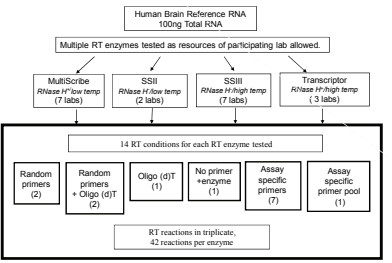 Human Brain Reference RNA
100ng Total RNA
Multiple RT enzymes tested as resources of participating lab allowed.
MultiScribe
RNase H+/low temp
(7 labs)
SSII
RNase H-/low temp
(2 labs)
SSIII
RNase H-/high temp
(7 labs)
Transcriptor
RNase H+/high temp
( 3 labs)
14 RT conditions for each RT enzyme tested
Random
primers
(2)
Random
primers
+ Oligo (d)T
(2)
Oligo (d)T
(1)
No primer
+enzyme
(1)
Assay
specific
primers
(7)
Assay
specific
primer pool
(1)
RT reactions in triplicate,
42 reactions per enzyme